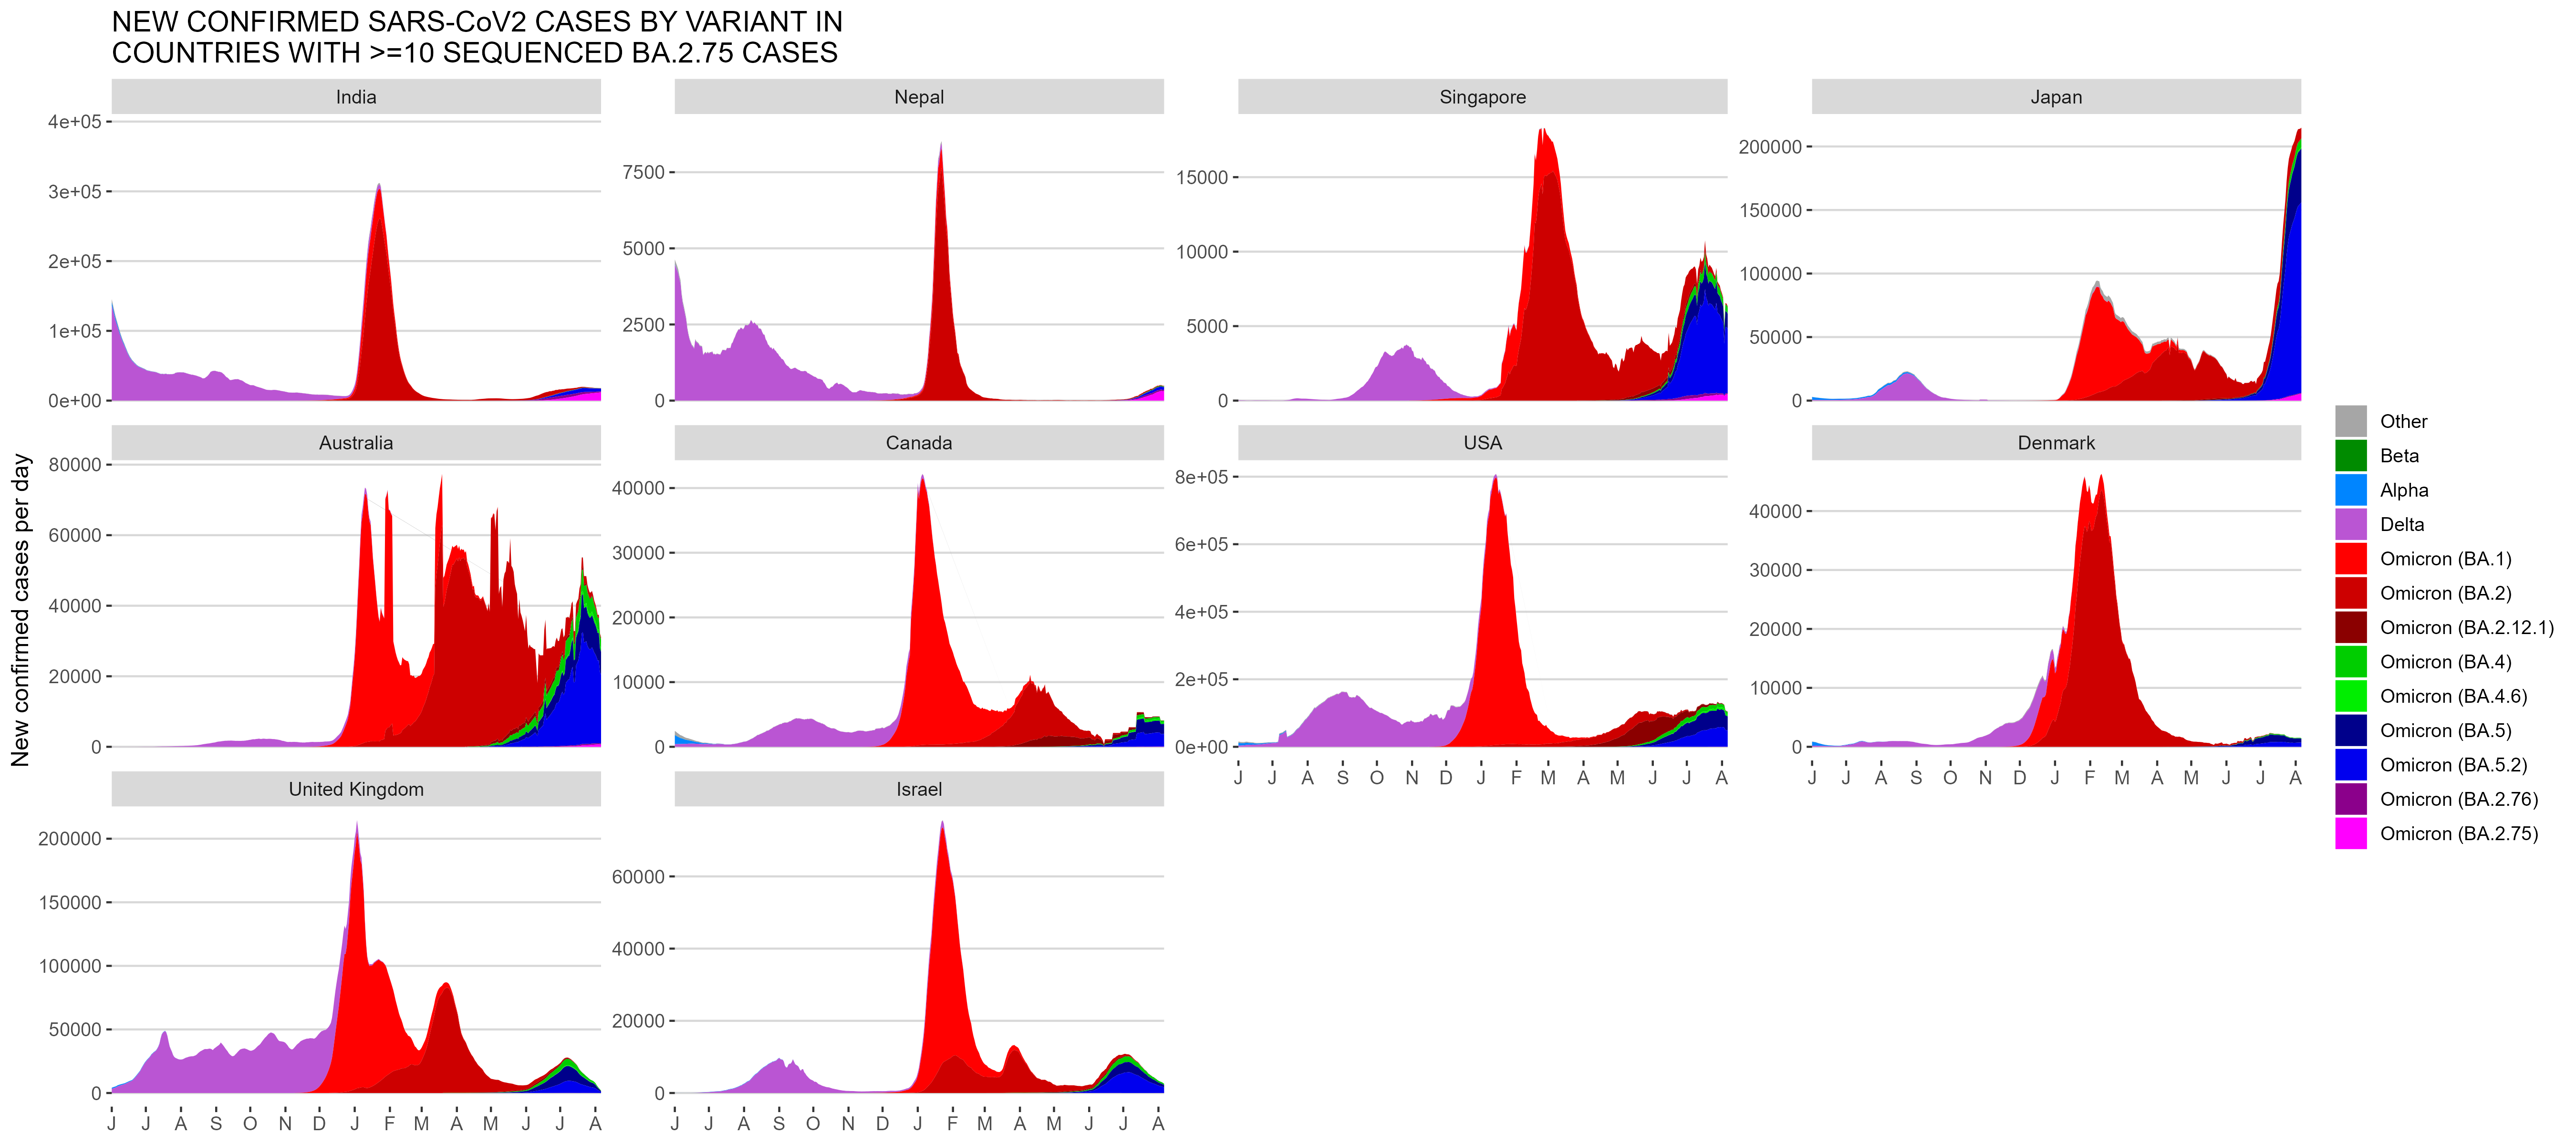 NEW CONFIRMED SARS-CoV2 CASES BY VARIANT IN
COUNTRIES WITH >=10 SEQUENCED BA.2.75 CASES
New confirmed cases per day
India
4e+05
3e+05
2e+05
1e+05
0e+00
Nepal
7500
5000
2500
0
Singapore
15000
10000
5000
0
Japan
200000
150000
100000
50000
0
Australia
80000
60000
40000
20000
0
Canada
40000
30000
20000
10000
0
USA
8e+05
6e+05
4e+05
2e+05
0e+00
J J A S O N D J F M A M J J A
Denmark
40000
30000
20000
10000
0
J J A S O N D J F M A M J J A
United Kingdom
200000
150000
100000
50000
0
J J A S O N D J F M A M J J A
Israel
60000
40000
20000
0
J J A S O N D J F M A M J J A
Other
Beta
Alpha
Delta
Omicron (BA.1)
Omicron (BA.2)
Omicron (BA.2.12.1)
Omicron (BA.4)
Omicron (BA.4.6)
Omicron (BA.5)
Omicron (BA.5.2)
Omicron (BA.2.76)
Omicron (BA.2.75)